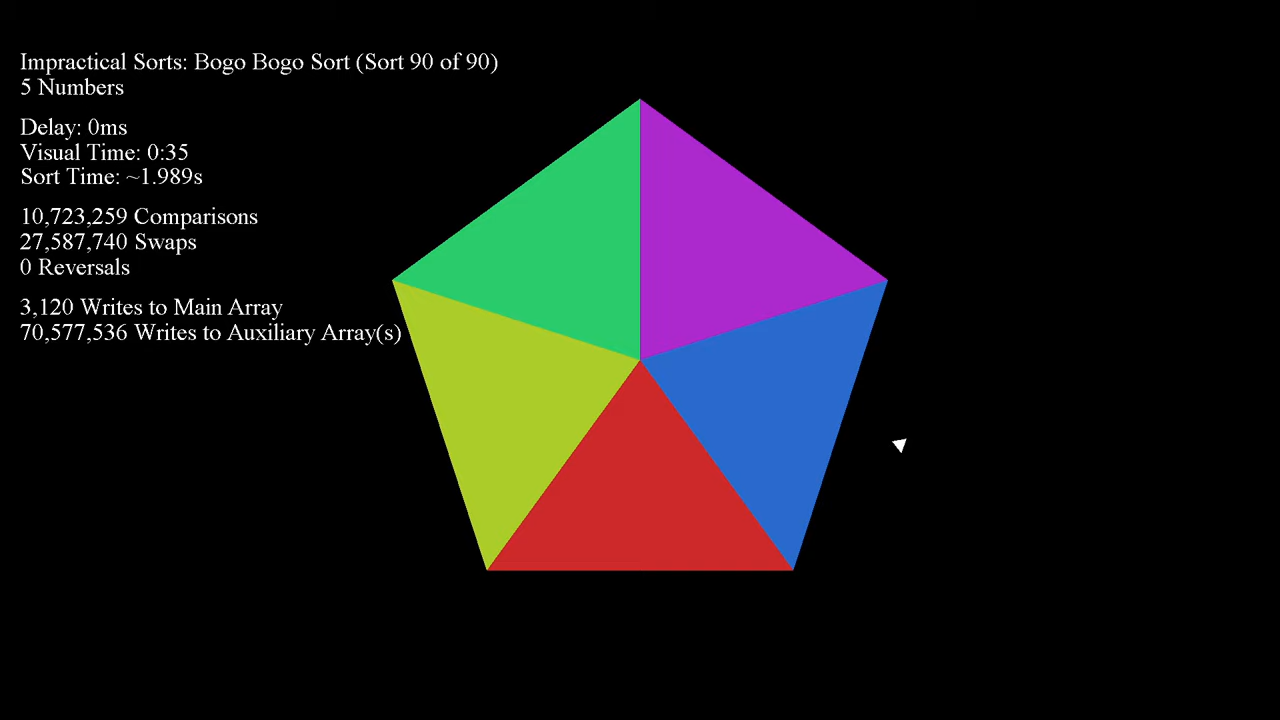 Impractical Sorts: Bogo Bogo Sort (Sort 90 of 90)
5 Numbers
Delay: 0ms
Visual Time: 0:35
Sort Time: ~1.989s
10,723,259 Comparisons
27,587,740 Swaps
0 Reversals
3,120 Writes to Main Array
70,577,536 Writes to Auxiliary Array(s)